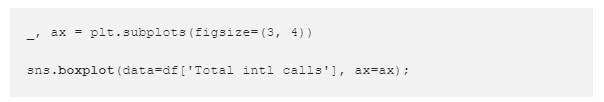 _, ax = plt.subplots(figsize=(3, 4))
sns.boxplot(data=df['Total intl calls'], ax=ax);